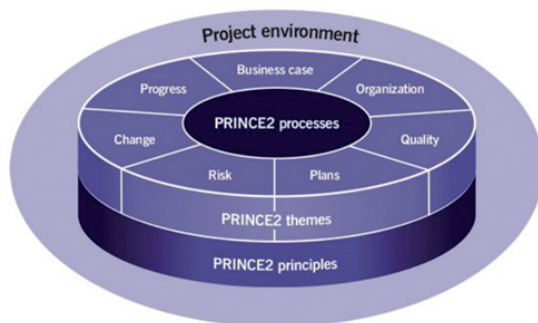 Project environment
Business case
Progress
Organization
PRINCE2 processes
Change
Quality
Risk
Plans
PRINCE2 themes
PRINCE2 principles